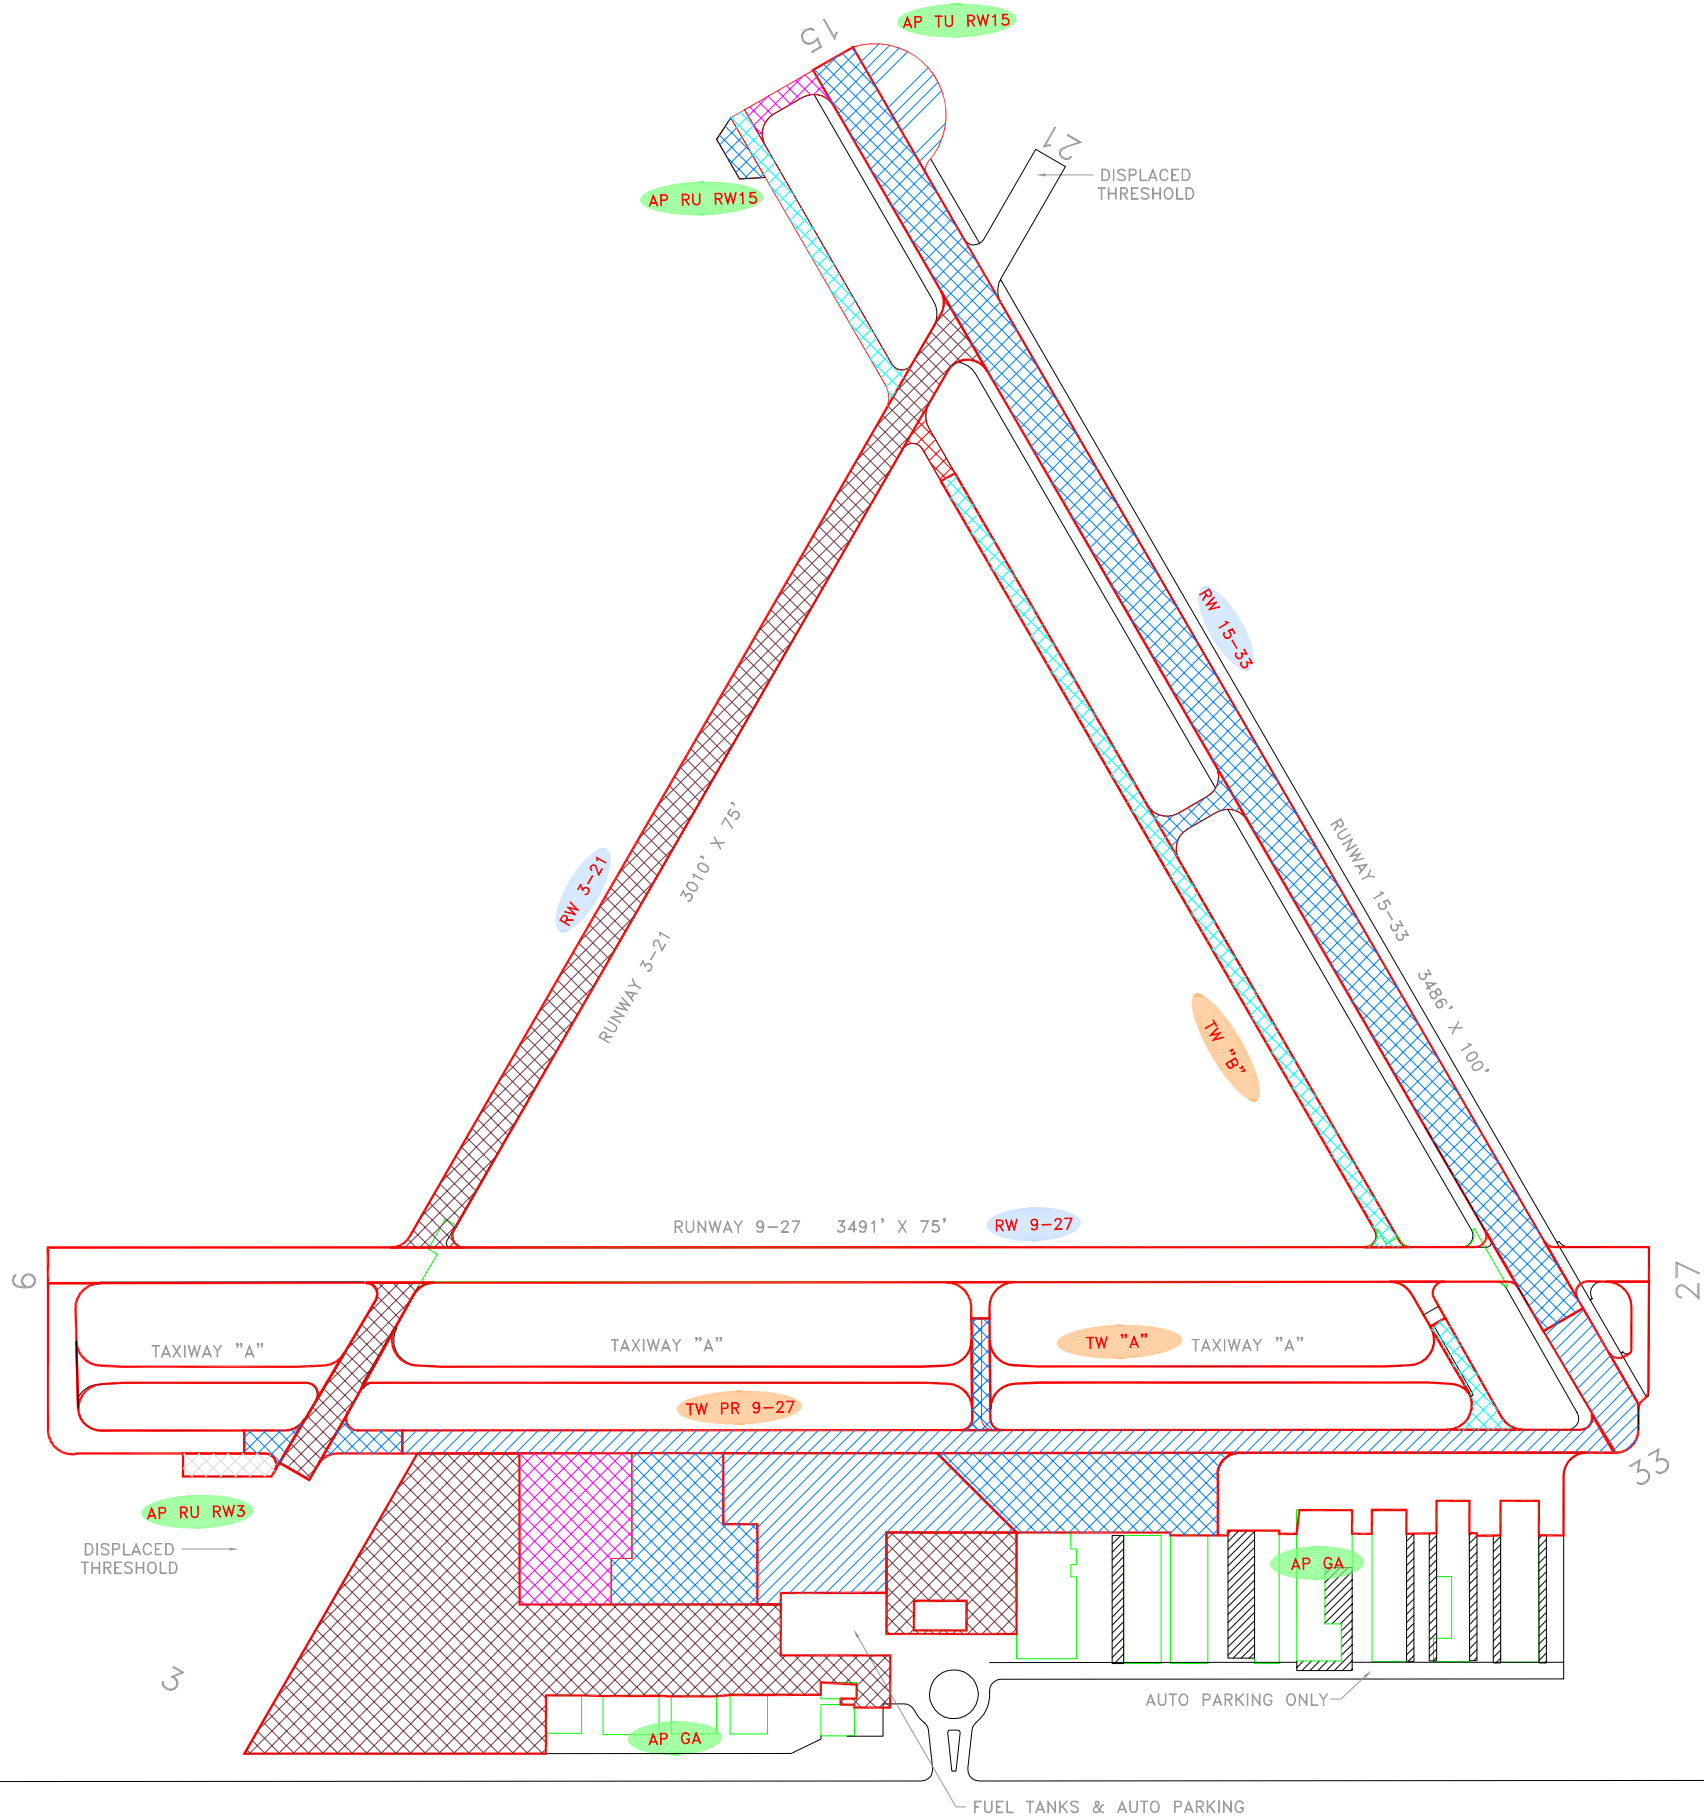 AP TU RW15
15
21
DISPLACED
THRESHOLD
AP RU RW15
RW 15-33
RUNWAY 15-33 3486' X 100'
RW 3-21
RUNWAY 3-21 3010' X 75'
TW "B"
RUNWAY 9-27 3491' X 75'
RW 9-27
9
27
TAXIWAY "A"
TAXIWAY "A"
TW "A"
TAXIWAY "A"
TW PR 9-27
33
AP RU RW3
DISPLACED
THRESHOLD
AP GA
3
AUTO PARKING ONLY
AP GA
FUEL TANKS & AUTO PARKING